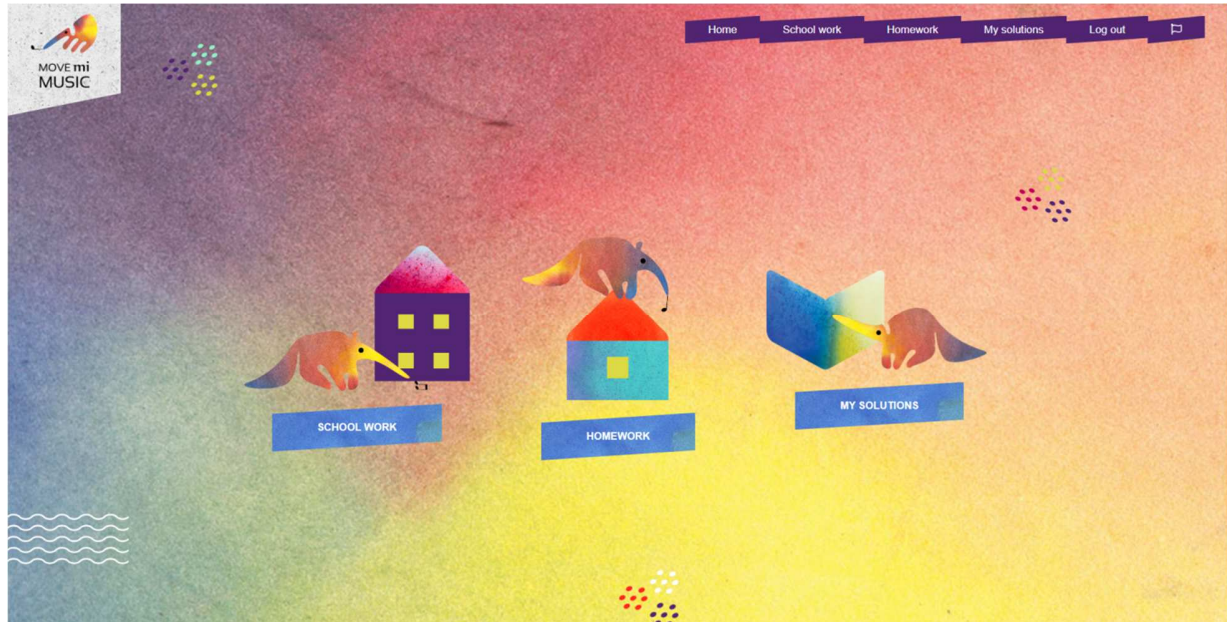 MOVE mi
MUSIC
Home School work Homework My solutions Log out
SCHOOL WORK
HOMEWORK
MY SOLUTIONS